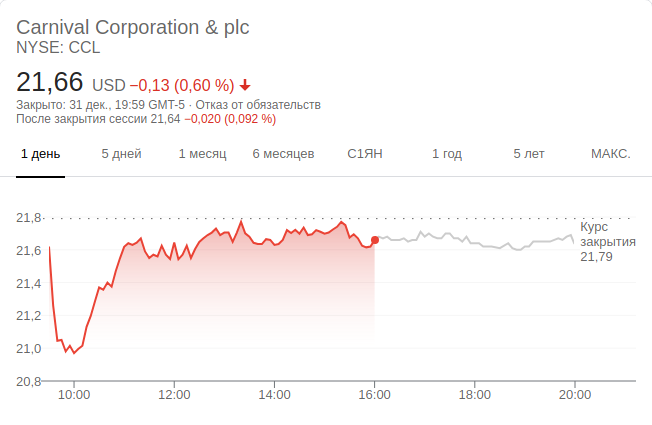 Carnival Corporation & plc
NYSE: CCL
21,66 USD −0,13 (0,60 %)
Закрыто: 31 дек., 19:59 GMT-5 · Отказ от обязательств
После закрытия сессии 21,64 −0,020 (0,092 %)
1 день 5 дней 1 месяц 6 месяцев С1ЯН 1 год 5 лет МАКС.
21,8
21,6
21,4
21,2
21,0
20,8
Курс
закрытия
21,79
10:00 12:00 14:00 16:00 18:00 20:00